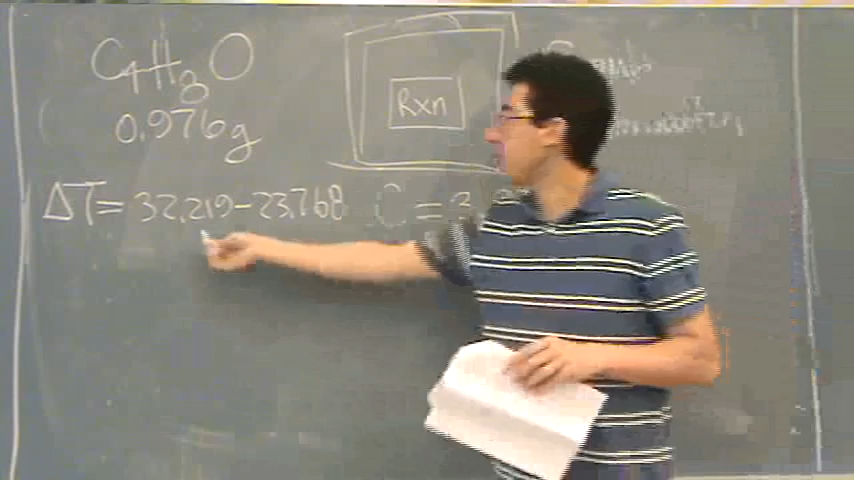 C4H8O
0.976g
Rxn
ΔT= 32.219-23.768 C =